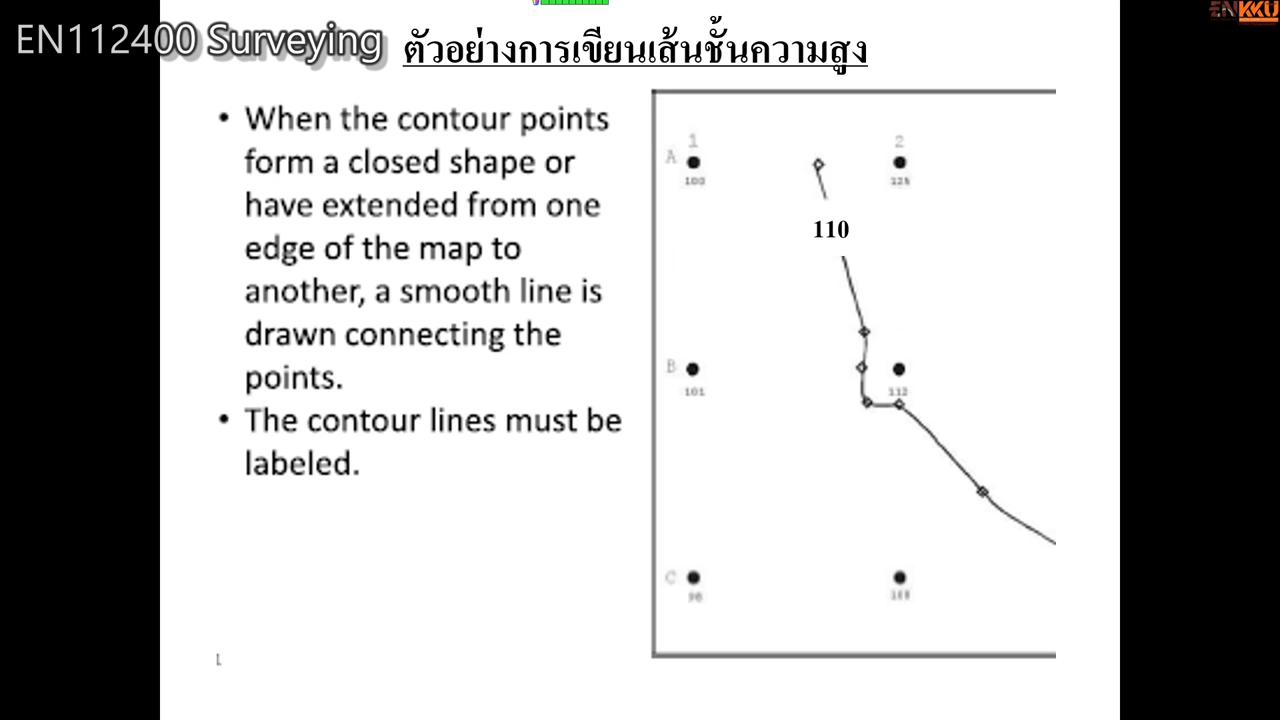 EN112400 Surveying
ENKKU
ตัวอย่างการเขียนเส้นชั้นความสูง
• When the contour points
form a closed shape or
have extended from one
edge of the map to
another, a smooth line is
drawn connecting the
points.
• The contour lines must be
labeled.
1 2
A
100
110
B
101 112
C
98
1